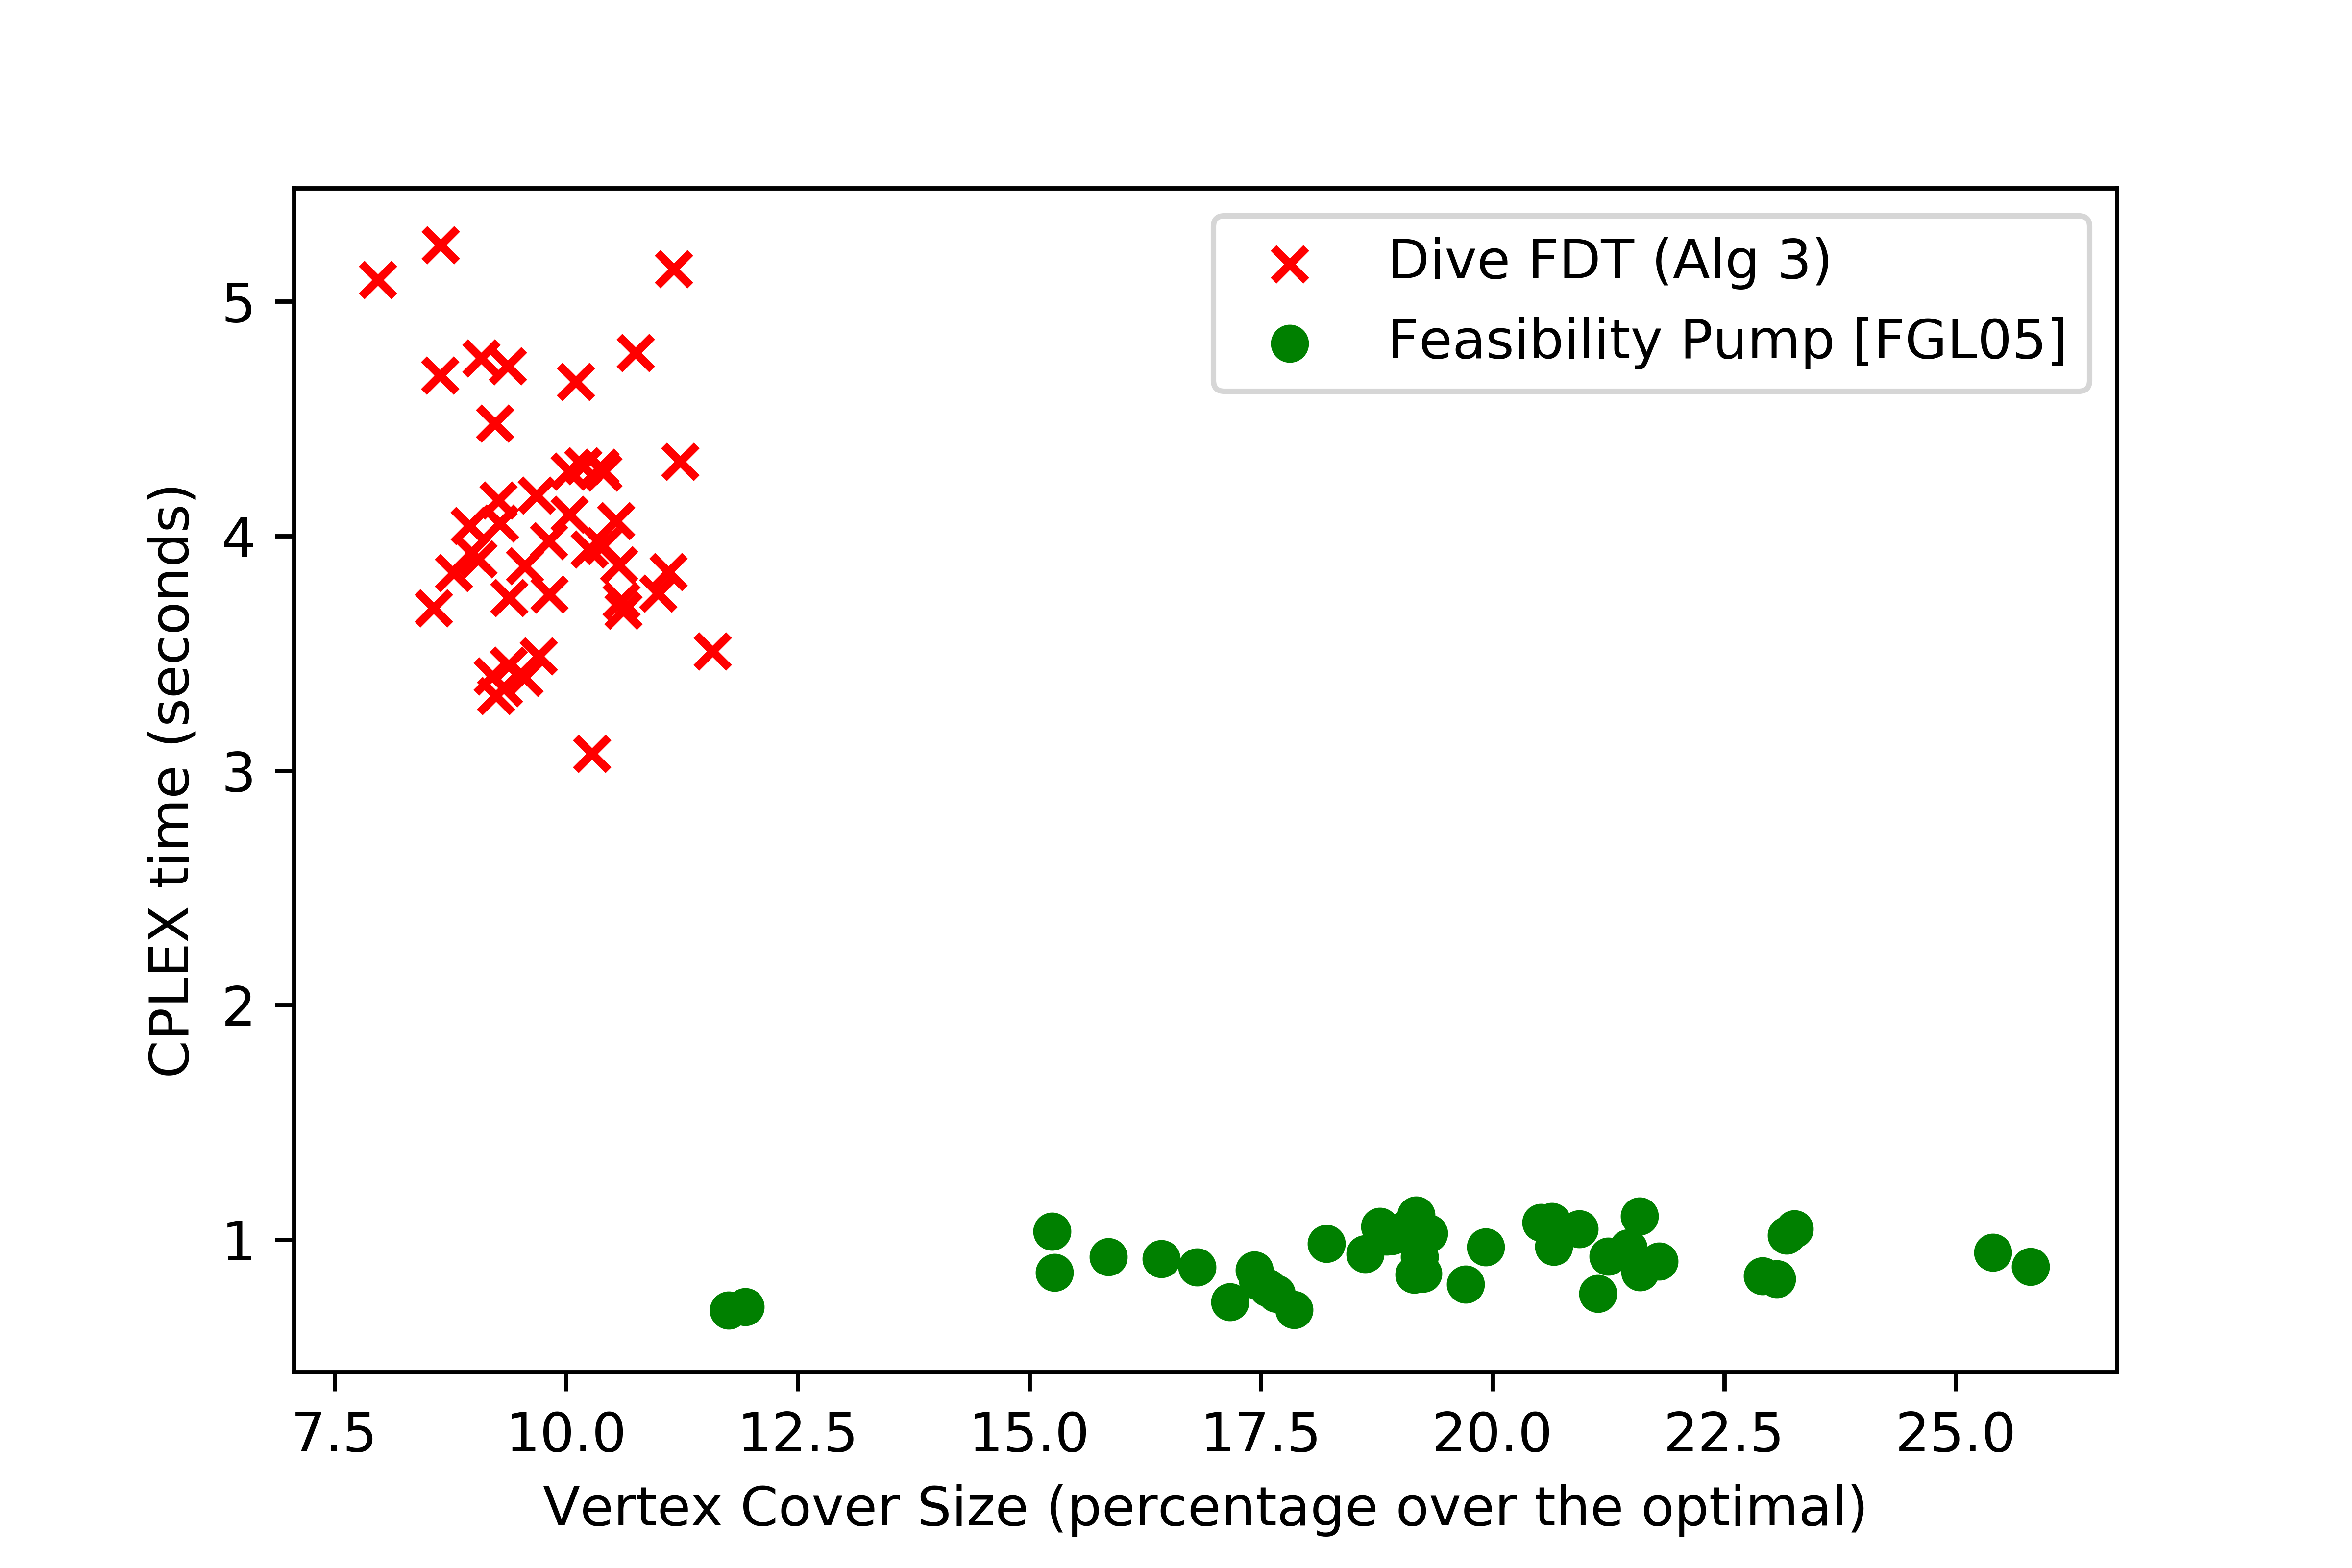 Dive FDT (Alg 3)
Feasibility Pump [FGL05]
CPLEX time (seconds)
5
4
3
2
1
7.5 10.0 12.5 15.0 17.5 20.0 22.5 25.0
Vertex Cover Size (percentage over the optimal)